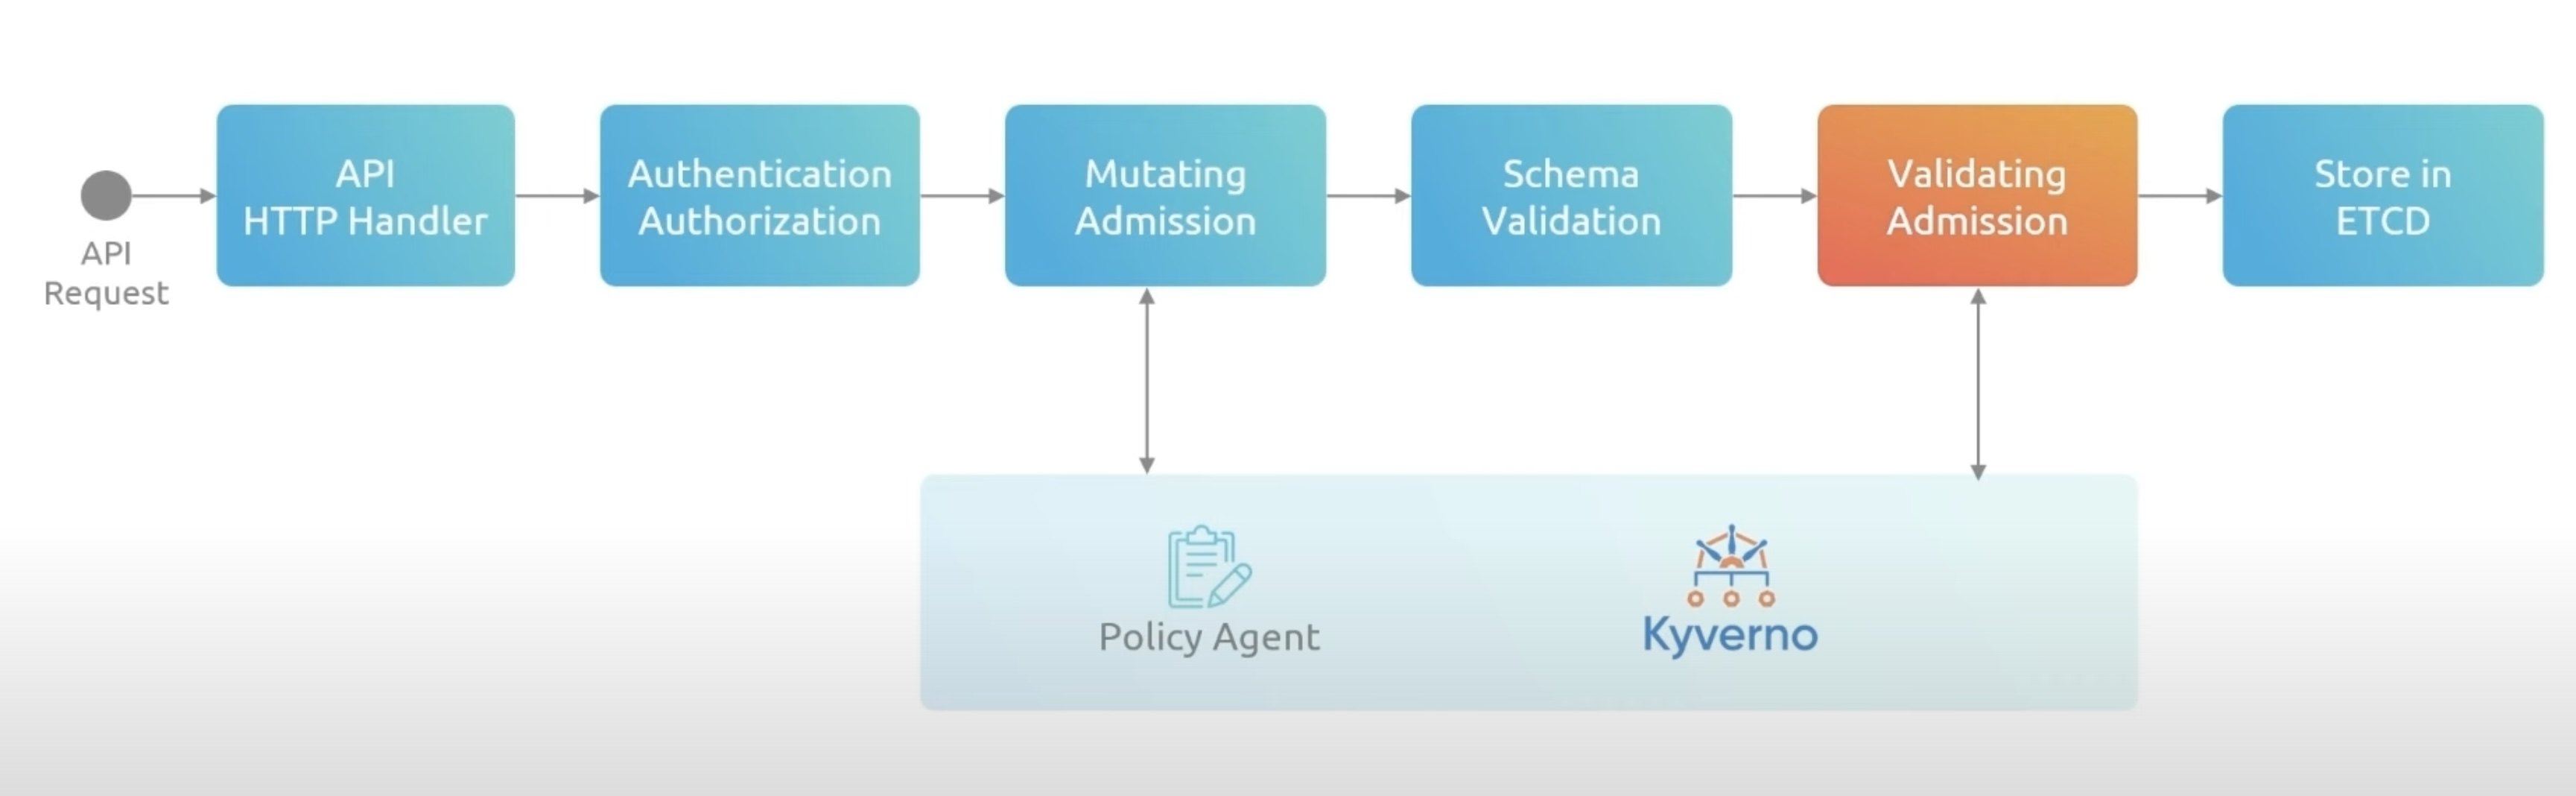 API
Request
API
HTTP Handler
Authentication
Authorization
Mutating
Admission
Schema
Validation
Validating
Admission
Store in
ETCD
Policy Agent
Kyverno